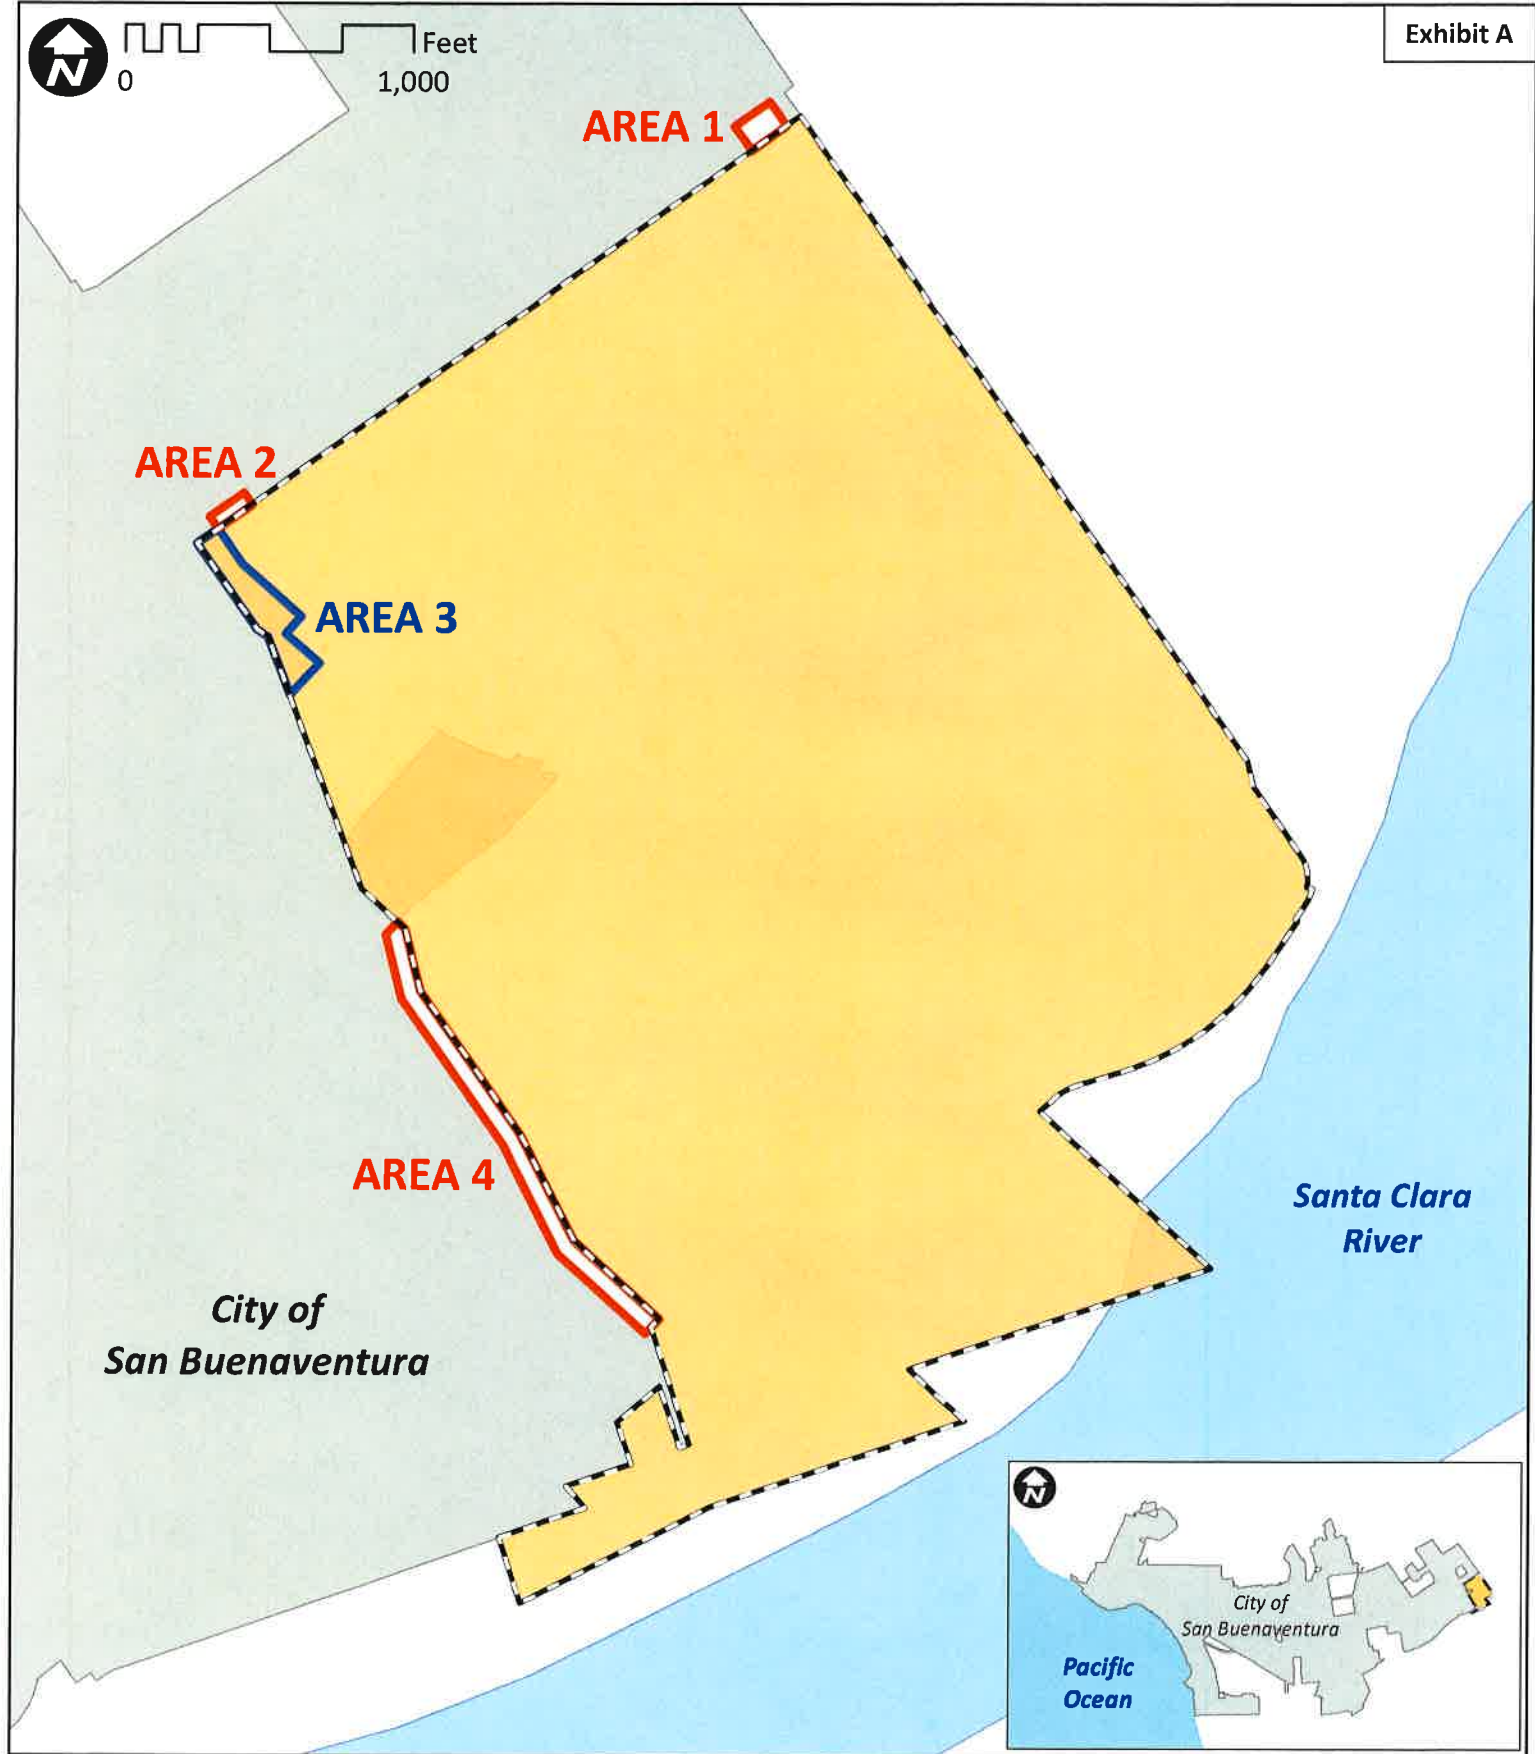 N
Feet
0
1,000
Exhibit A
AREA 1
AREA 2
AREA 3
AREA 4
Santa Clara
River
City of
San Buenaventura
N
City of
San Buenaventura
Pacific
Ocean